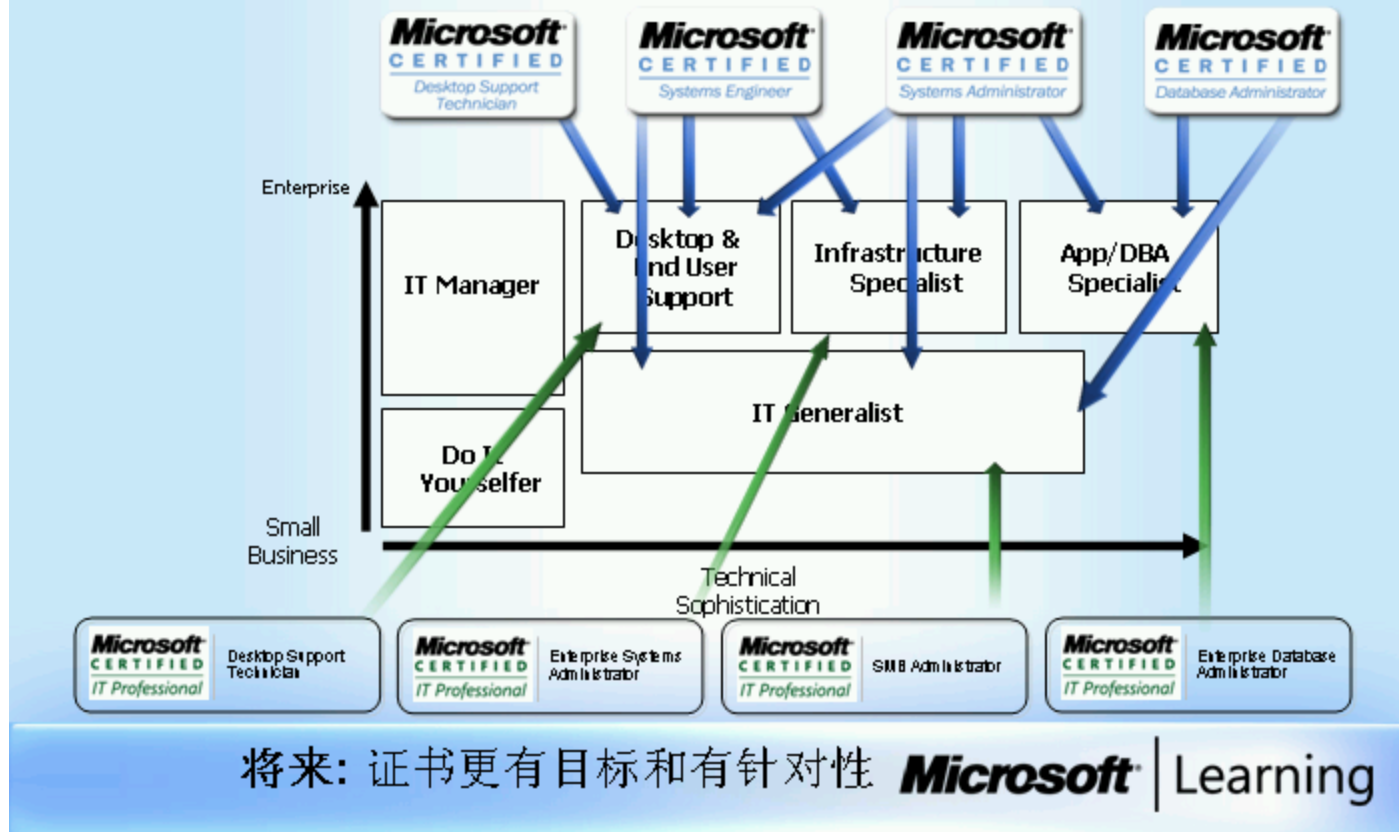 Microsoft
CERTIFIED
Desktop Support
Technician
Microsoft
CERTIFIED
Systems Engineer
Microsoft
CERTIFIED
Systems Administrator
Microsoft
CERTIFIED
Database Administrator
Enterprise
IT Manager
Desktop &
End User
Support
Infrastructure
Specialist
App/DBA
Specialist
IT Generalist
Do It
Yourselfer
Small
Business
Technical
Sophistication
Microsoft
CERTIFIED
IT Professional
Desktop Support
Technician
Microsoft
CERTIFIED
IT Professional
Enterprise Systems
Administrator
Microsoft
CERTIFIED
IT Professional
SMB Administrator
Microsoft
CERTIFIED
IT Professional
Enterprise Database
Administrator
将来: 证书更有目标和有针对性
Microsoft | Learning